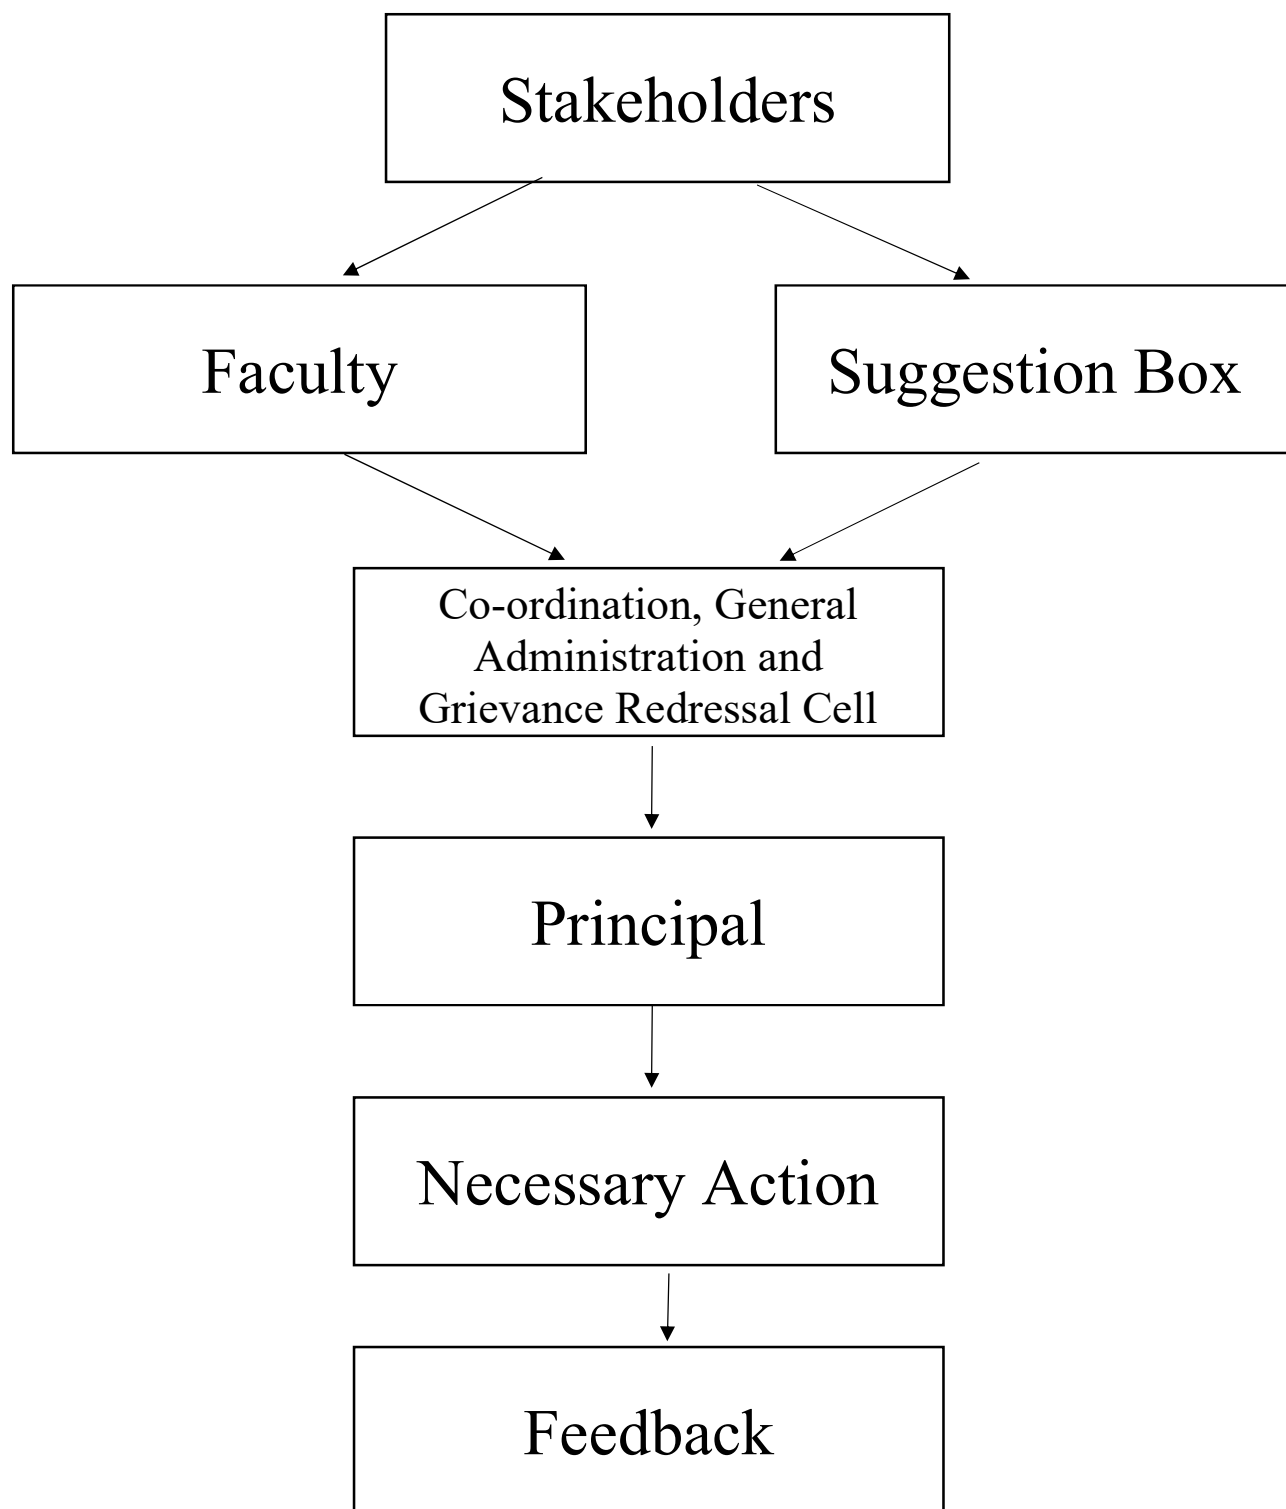 Stakeholders
Faculty
Suggestion Box
Co-ordination, General
Administration and
Grievance Redressal Cell
Principal
Necessary Action
Feedback